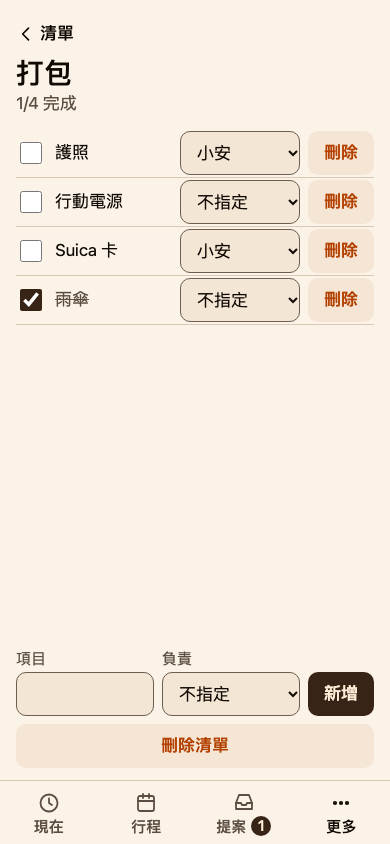 清單
打包
1/4 完成
護照 小安 刪除
行動電源 不指定 刪除
Suica 卡 小安 刪除
雨傘 不指定 刪除
項目 負責
不指定 新增
刪除清單
現在 行程 提案 1 更多